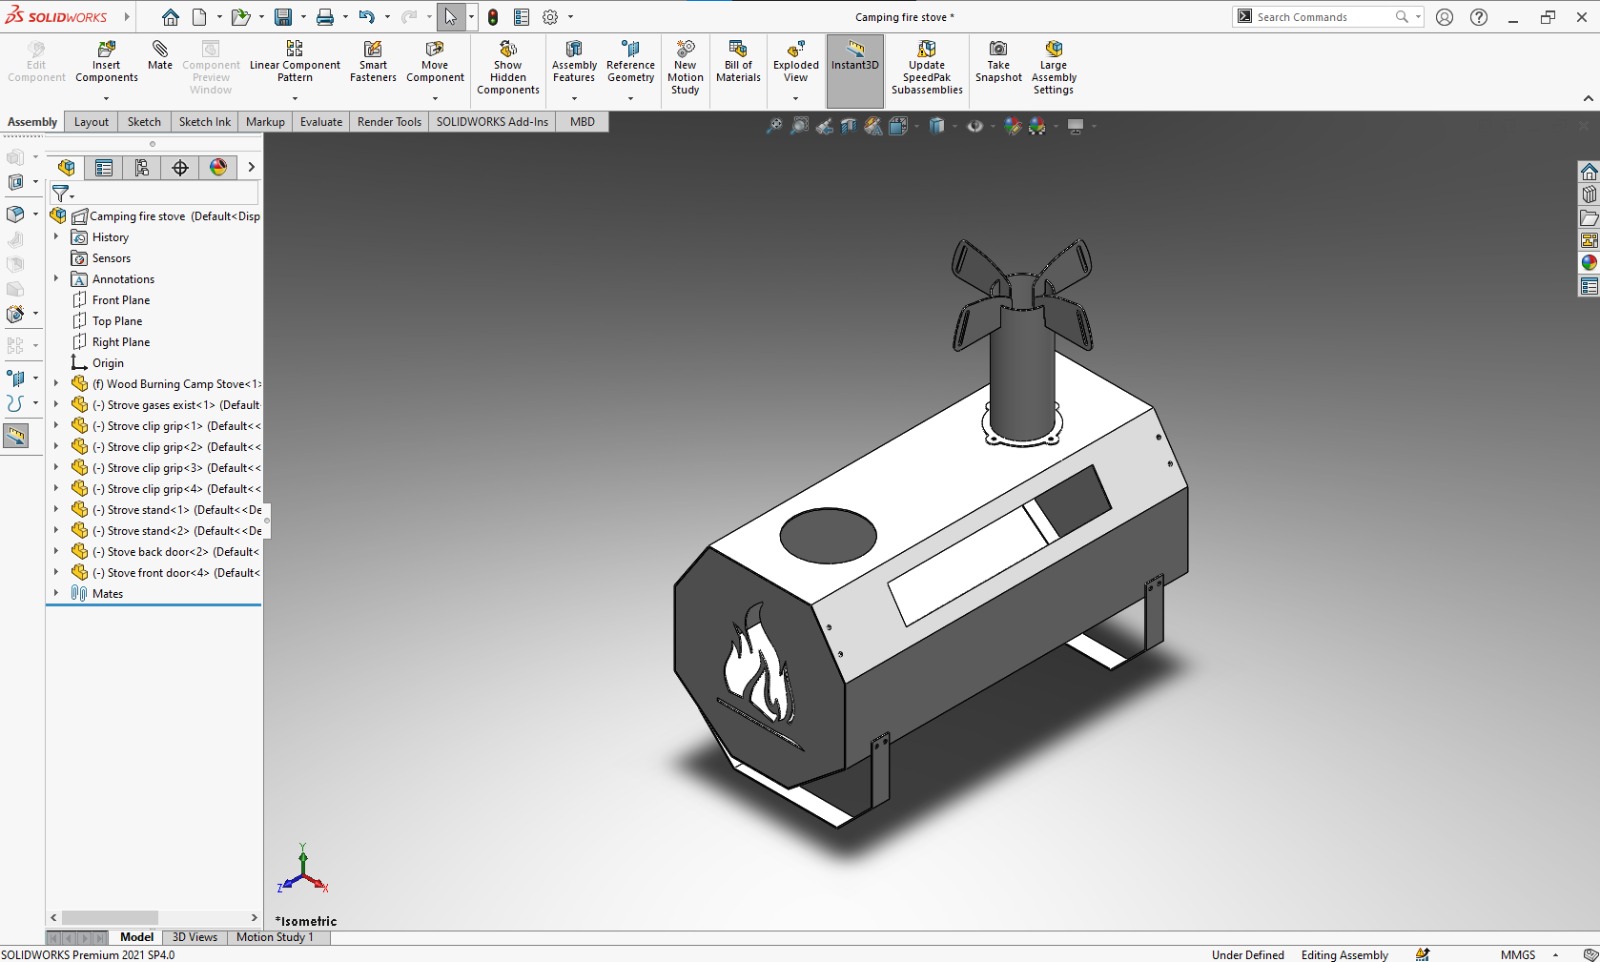 SOLIDWORKS
Camping fire stove *
Search Commands
Edit Component
Insert Components
Mate
Component Preview Window
Linear Component Pattern
Smart Fasteners
Move Component
Show Hidden Components
Assembly Features
Reference Geometry
New Motion Study
Bill of Materials
Exploded View
Instant3D
Update SpeedPak Subassemblies
Take Snapshot
Large Assembly Settings
Assembly
Layout
Sketch
Sketch Ink
Markup
Evaluate
Render Tools
SOLIDWORKS Add-Ins
MBD
Camping fire stove (Default<Disp
History
Sensors
Annotations
Front Plane
Top Plane
Right Plane
Origin
(f) Wood Burning Camp Stove<1>
(-) Strove gases exist<1> (Default
(-) Strove clip grip<1> (Default<<
(-) Strove clip grip<2> (Default<<
(-) Strove clip grip<3> (Default<<
(-) Strove clip grip<4> (Default<<
(-) Strove stand<1> (Default<<De
(-) Strove stand<2> (Default<<De
(-) Stove back door<2> (Default<
(-) Stove front door<4> (Default<
Mates
Y
Z
X
*Isometric
Model
3D Views
Motion Study 1
SOLIDWORKS Premium 2021 SP4.0
Under Defined
Editing Assembly
MMGS